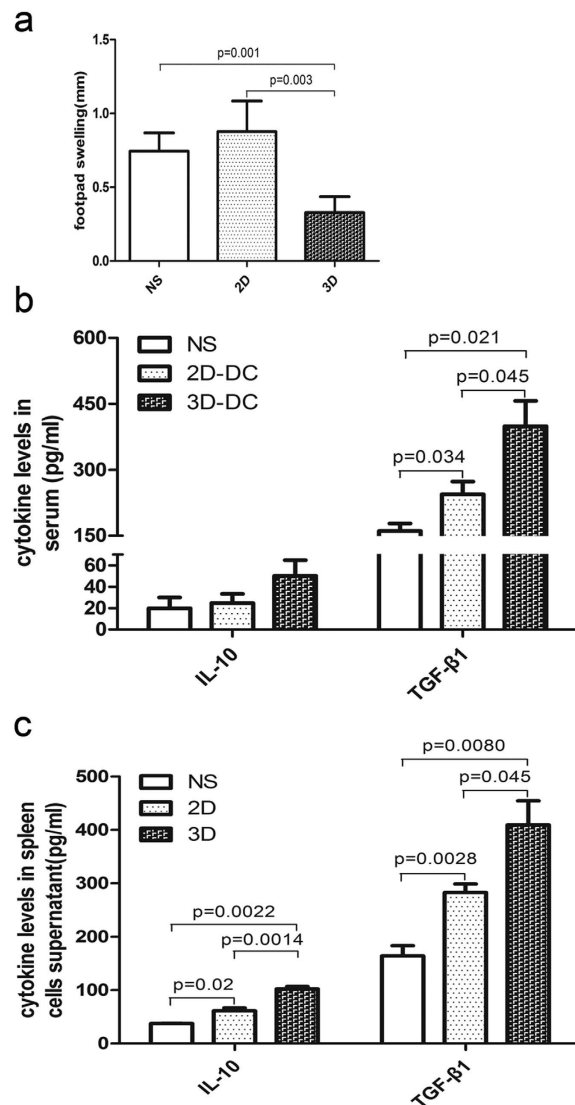 a
1.5
p=0.001
p=0.003
1.0
0.5
0.0
footpad swelling(mm)
NS
2D
3D
b
600
NS
2D-DC
3D-DC
p=0.021
p=0.045
450
p=0.034
300
150
60
40
20
0
cytokine levels in
serum (pg/ml)
IL-10
TGF-β1
c
p=0.0080
500
NS
2D
3D
p=0.045
400
p=0.0028
300
p=0.0022
200
p=0.0014
p=0.02
100
0
cytokine levels in spleen
cells supernatant(pg/ml)
IL-10
TGF-β1